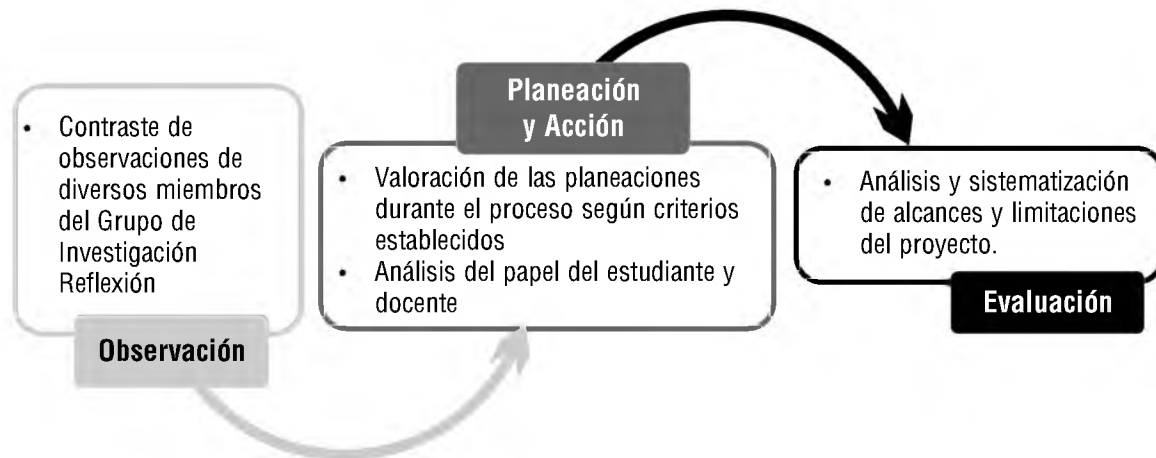 • Contraste de
observaciones de
diversos miembros
del Grupo de
Investigación
Reflexión
Observación
Planeación
y Acción
• Valoración de las planeaciones
durante el proceso según criterios
establecidos
• Análisis del papel del estudiante y
docente
• Análisis y sistematización
de alcances y limitaciones
del proyecto.
Evaluación